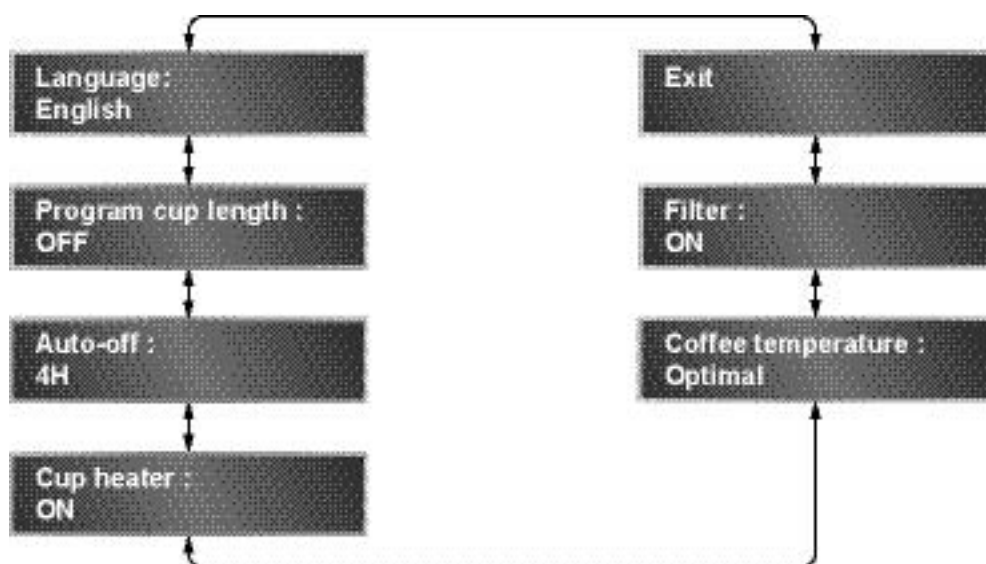 Language:
English
Program cup length :
OFF
Auto-off :
4H
Cup heater :
ON
Exit
Filter :
ON
Coffee temperature :
Optimal